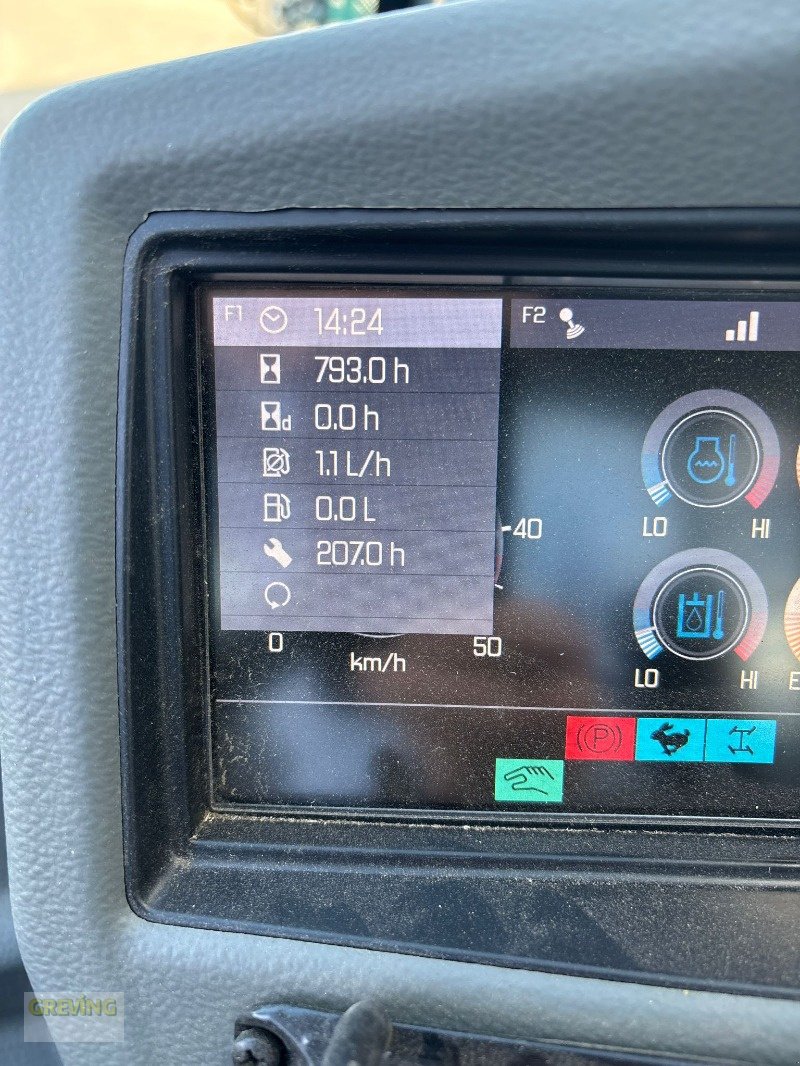 F1 14:24
F2
793.0 h
d 0.0 h
1.1 L/h
0.0 L
207.0 h
40
LO HI
0 50
km/h
LO HI
E
P
GREVING